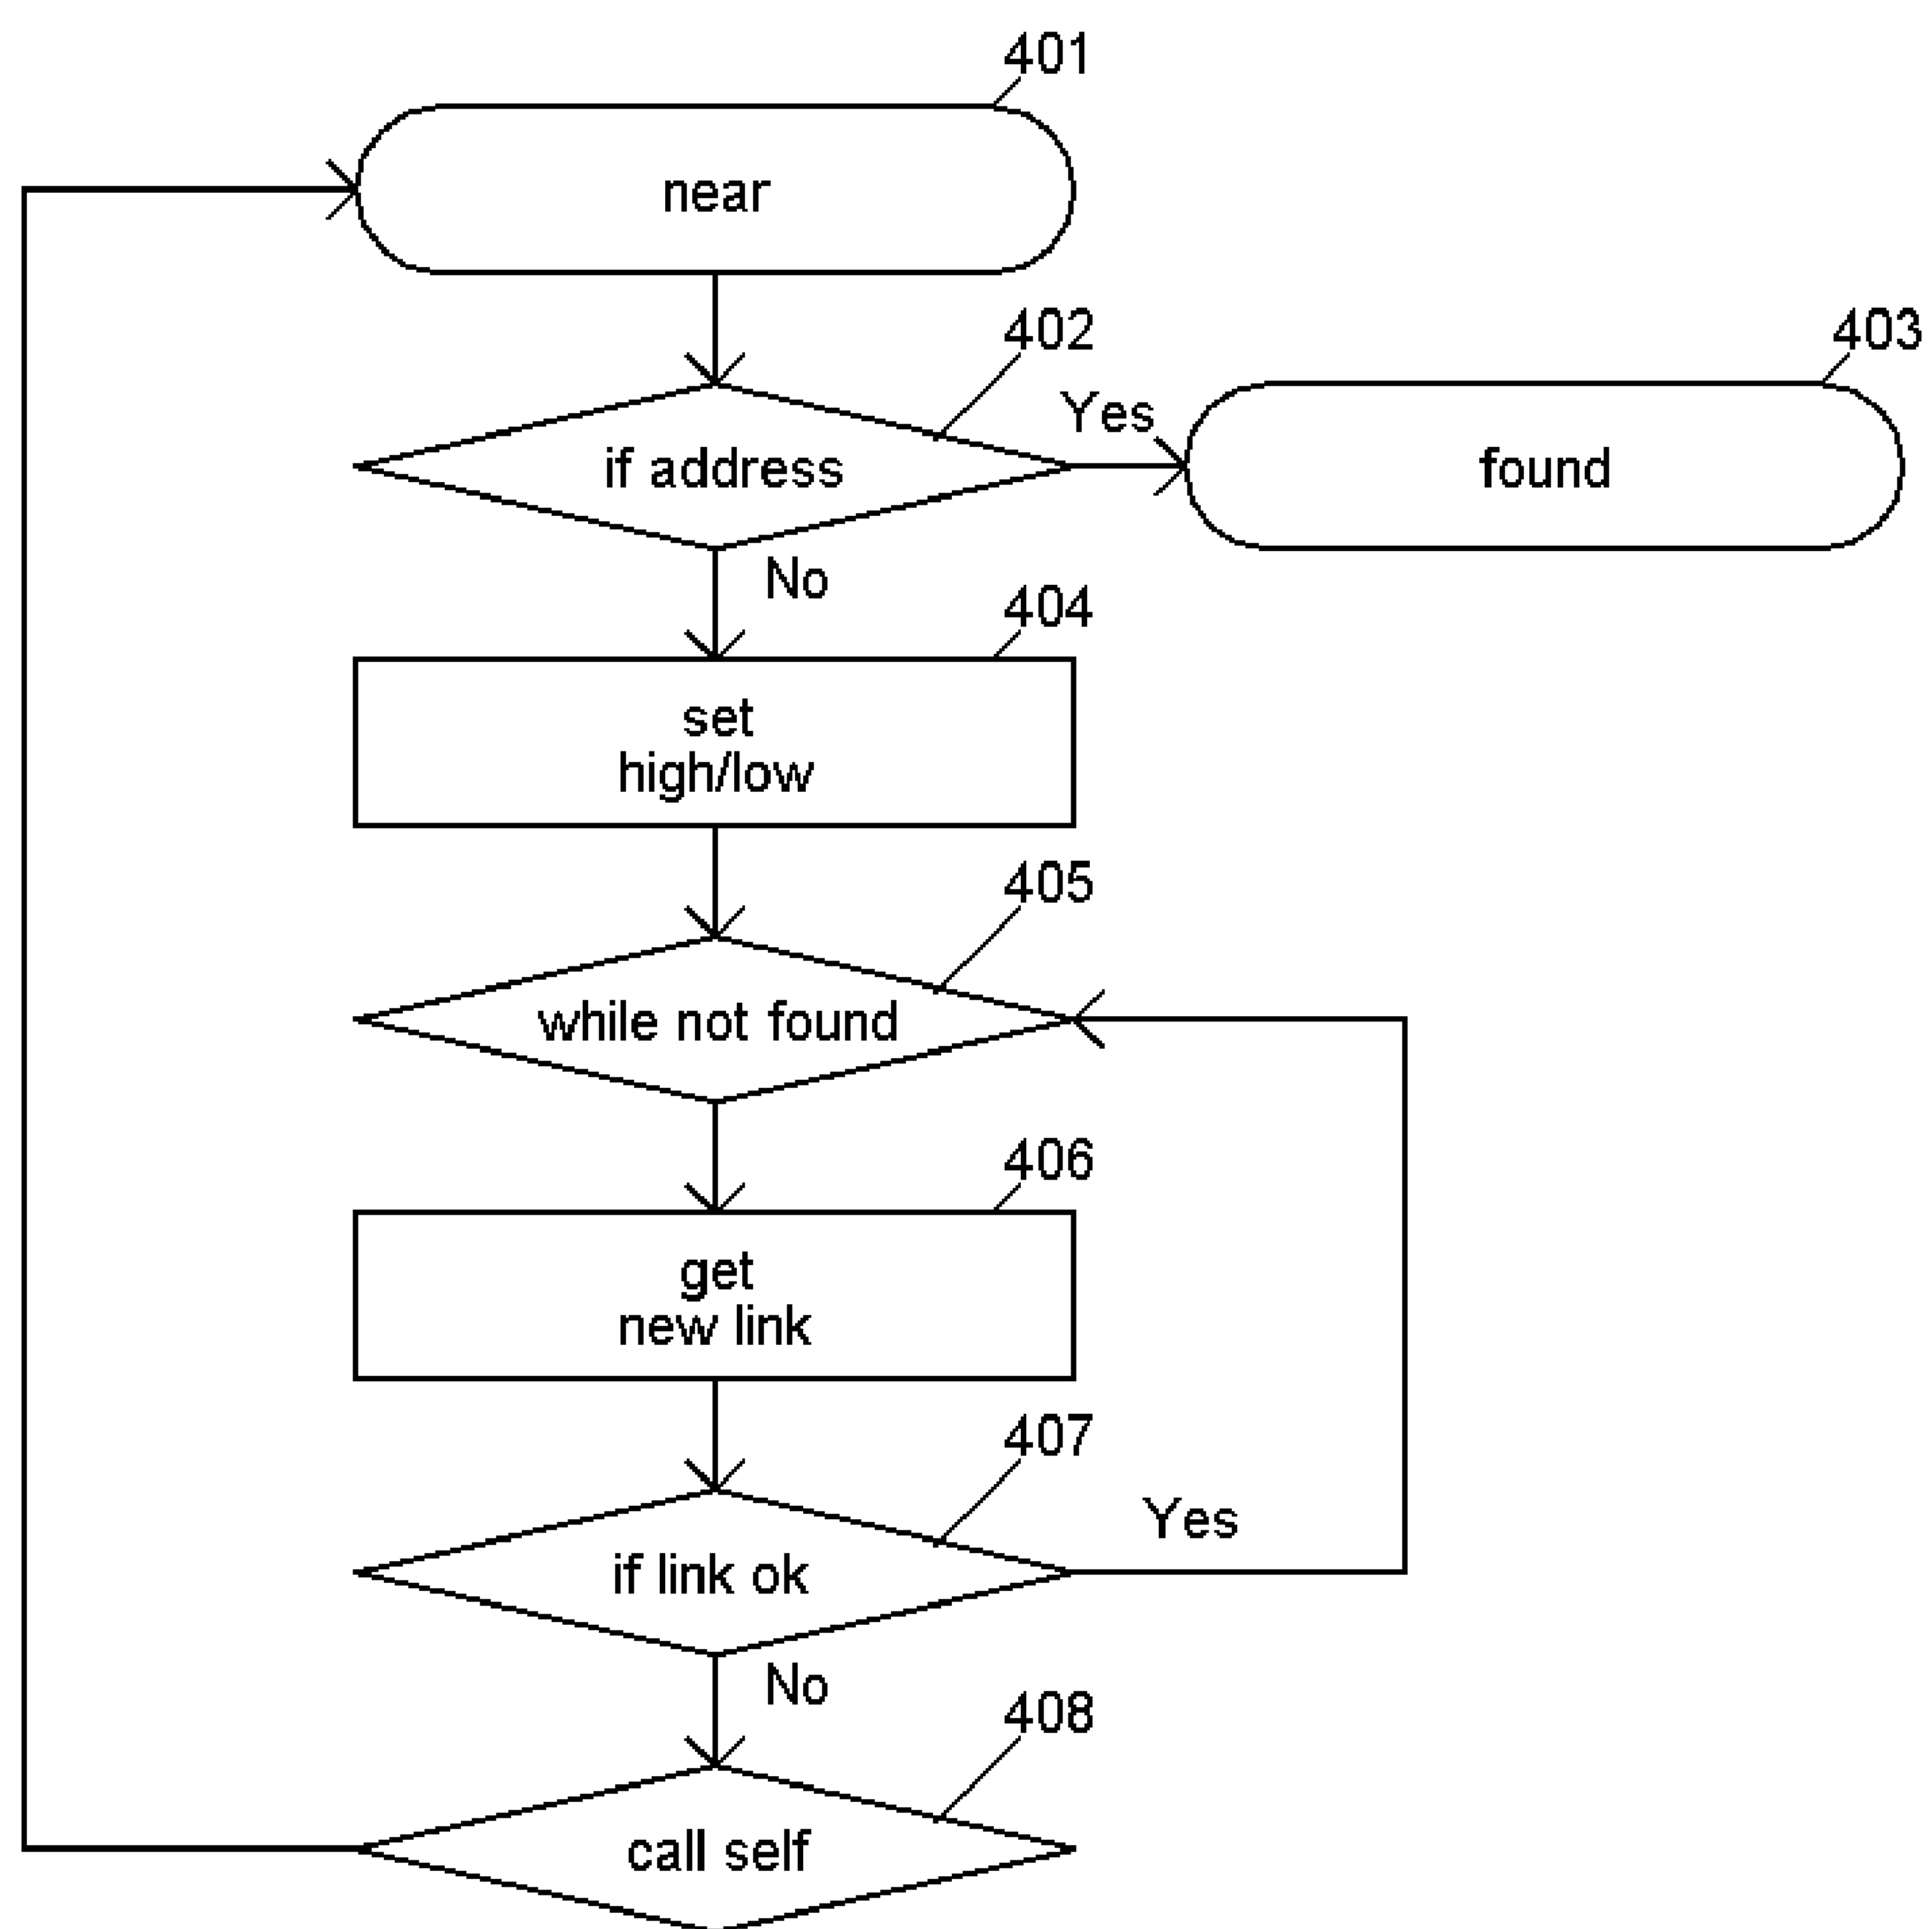 401
near
402
403
Yes
if address
found
No
404
set
high/low
405
while not found
406
get
new link
407
Yes
if link ok
No
408
call self